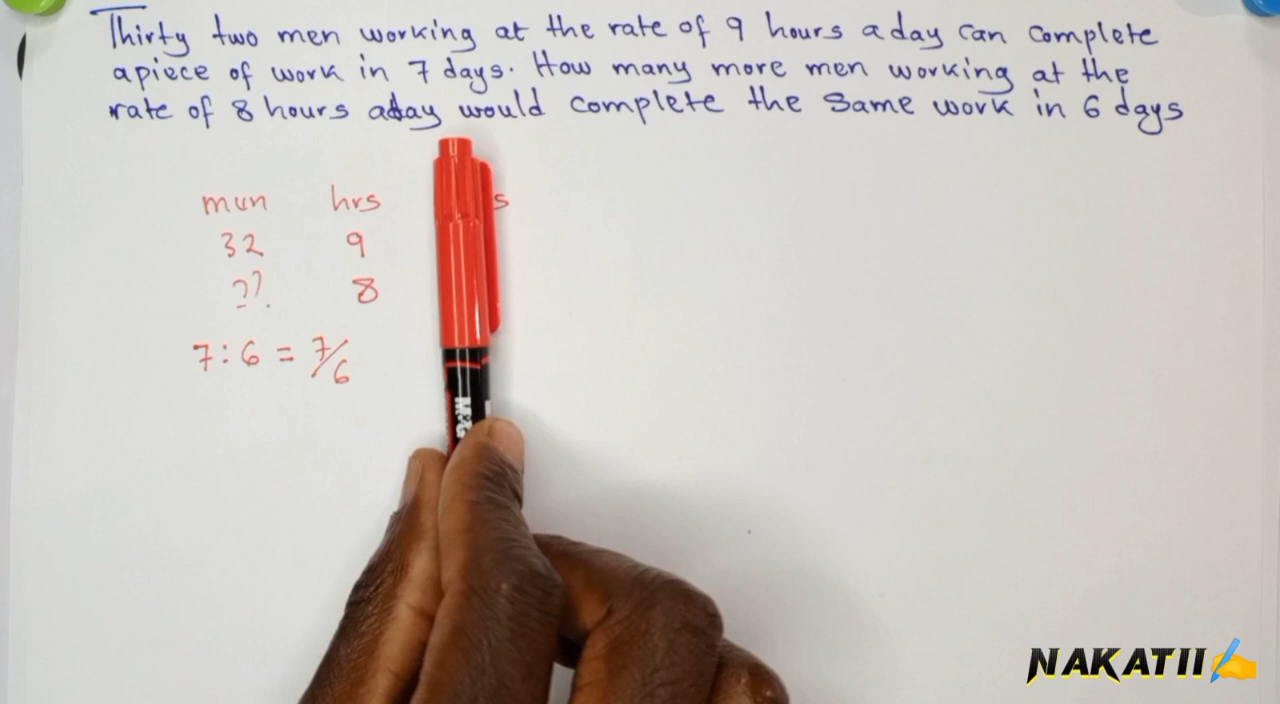 Thirty two men working at the rate of 9 hours a day can complete
a piece of work in 7 days. How many more men working at the
rate of 8 hours a day would complete the same work in 6 days
men hrs
32 9
?? 8
7:6 = 7/6
M&G
NAKATII